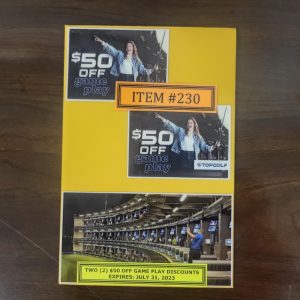 $50
OFF
game
play
ITEM #230
$50
OFF
game
play
TOPGOLF
TWO (2) $50 OFF GAME PLAY DISCOUNTS
EXPIRES: JULY 31, 2023